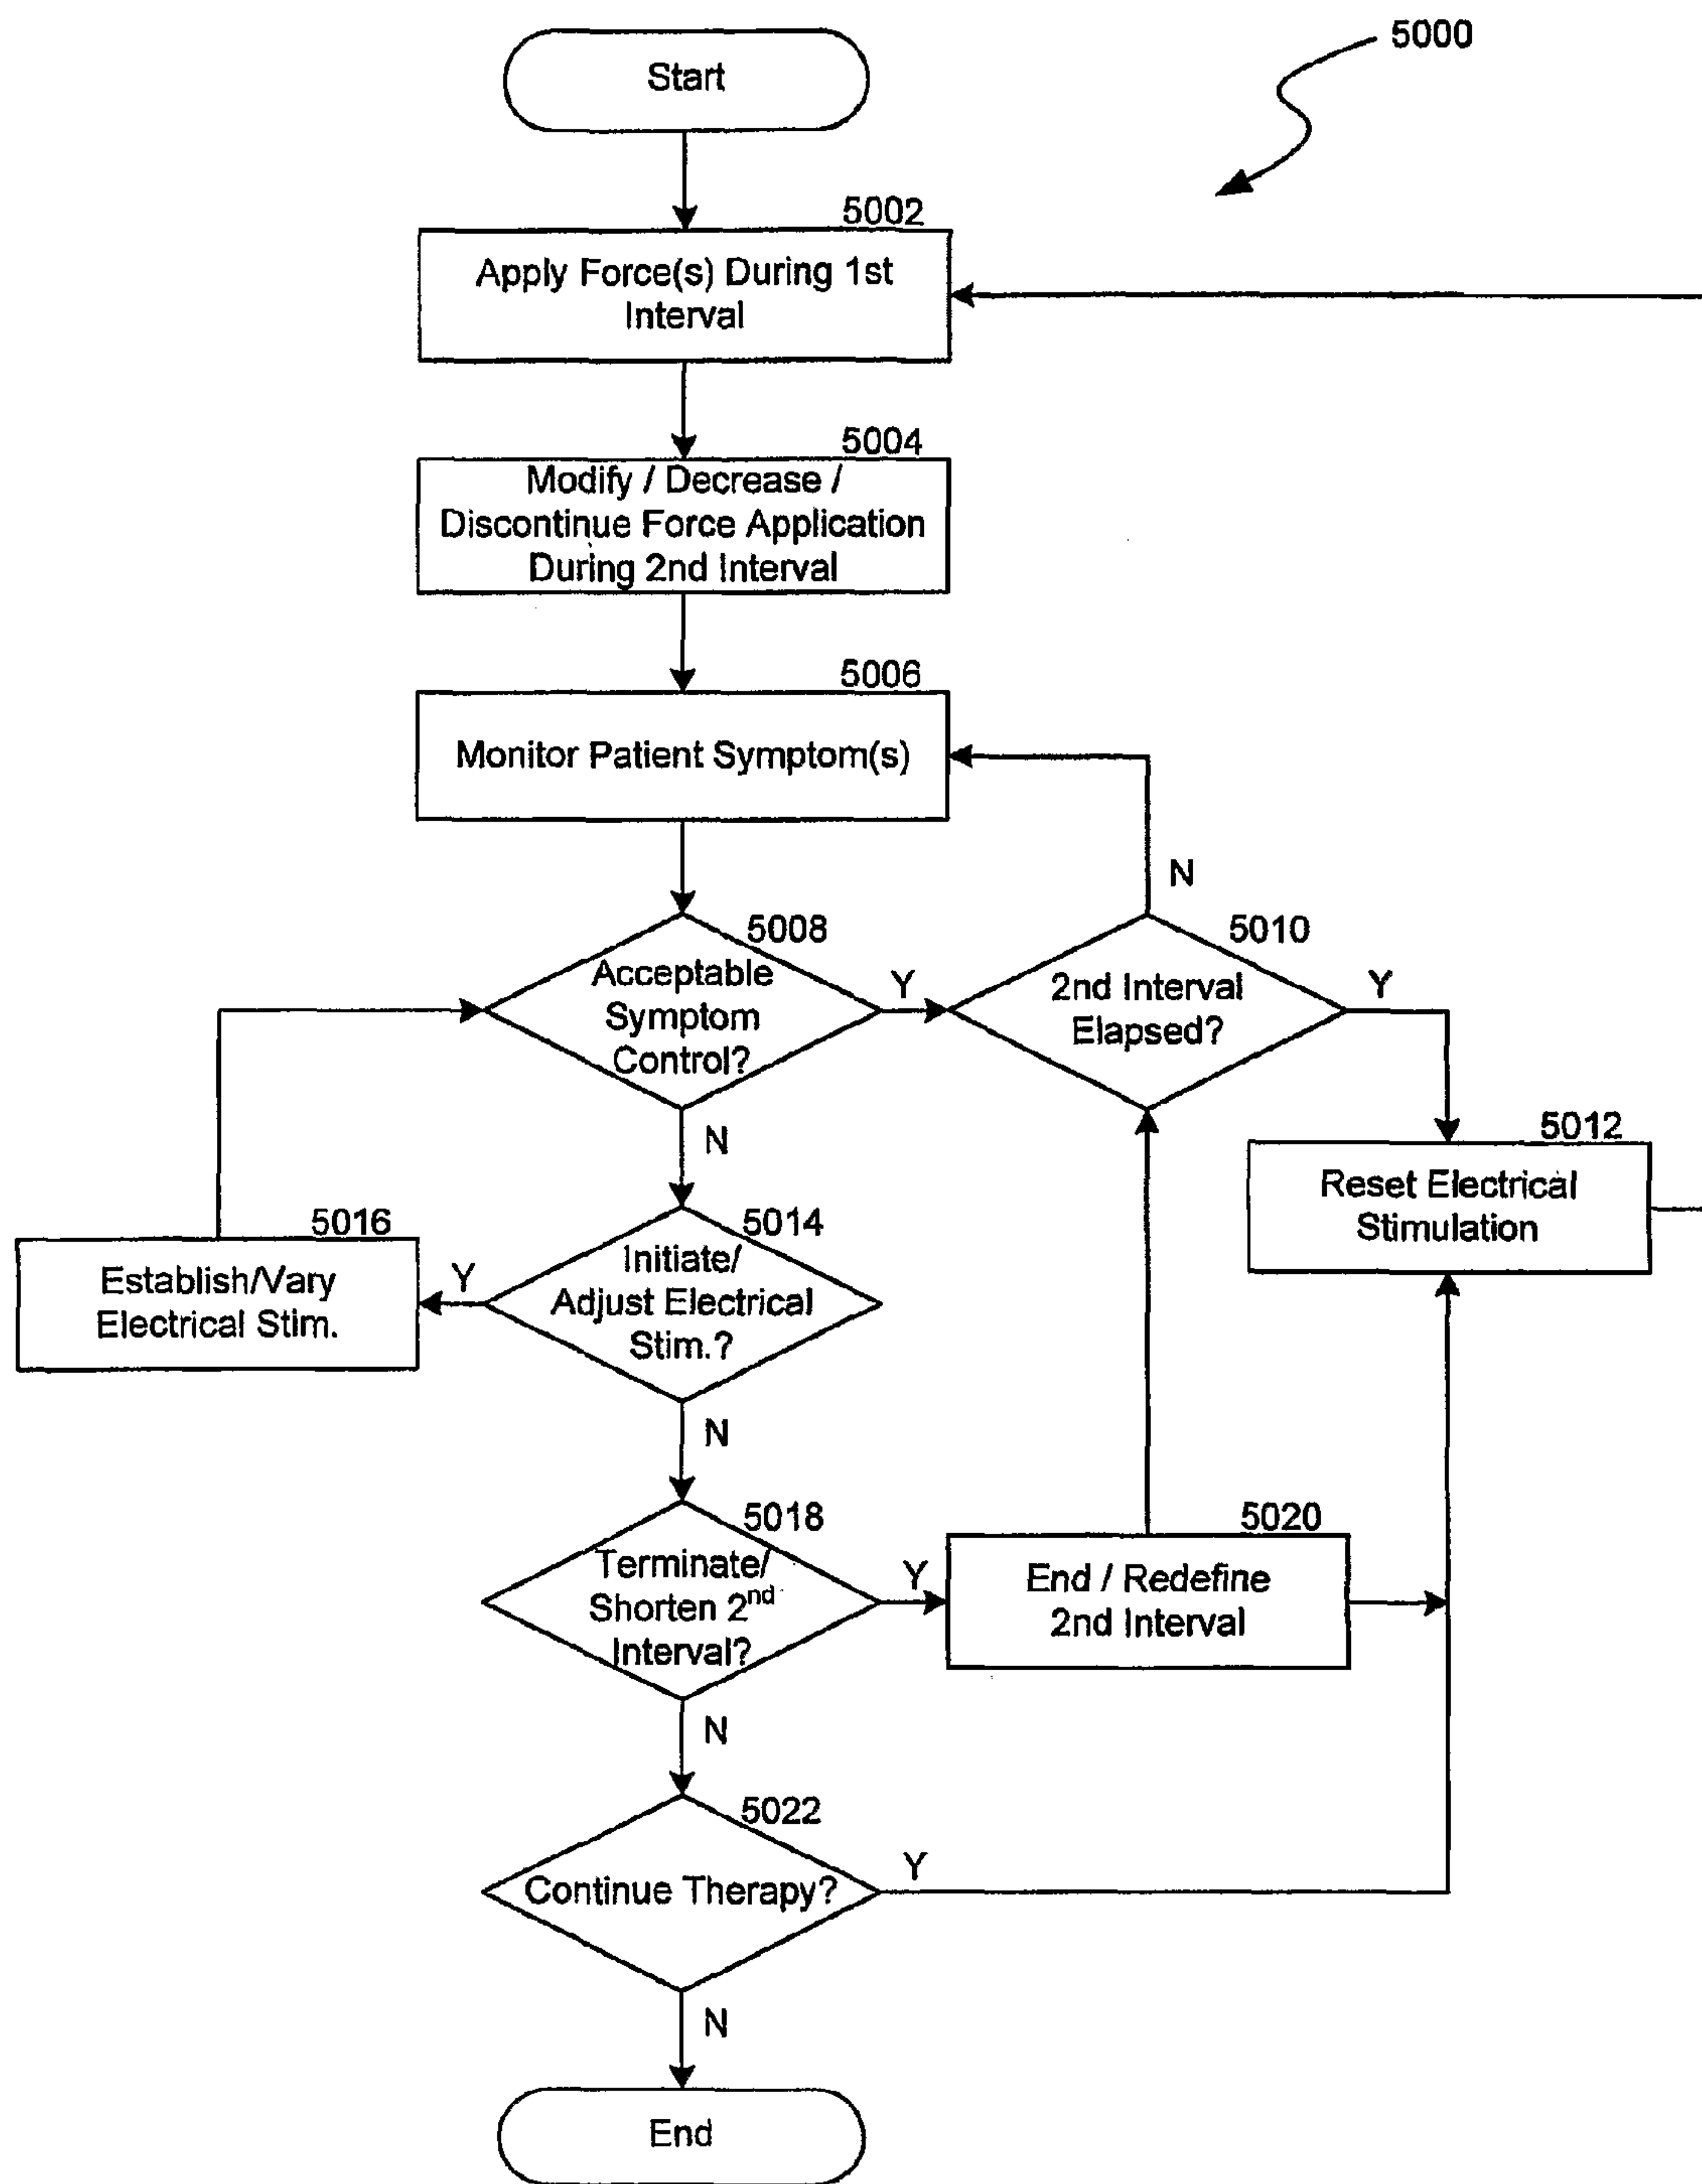 5000
Start
5002
Apply Force(s) During 1st
Interval
5004
Modify / Decrease /
Discontinue Force Application
During 2nd Interval
5006
Monitor Patient Symptom(s)
N
5008
Acceptable
Symptom
Control?
Y
5010
2nd Interval
Elapsed?
Y
N
5012
Reset Electrical
Stimulation
5016
Establish/Vary
Electrical Stim.
Y
5014
Initiate/
Adjust Electrical
Stim.?
N
5018
Terminate/
Shorten 2nd
Interval?
Y
5020
End / Redefine
2nd Interval
N
5022
Continue Therapy?
Y
N
End